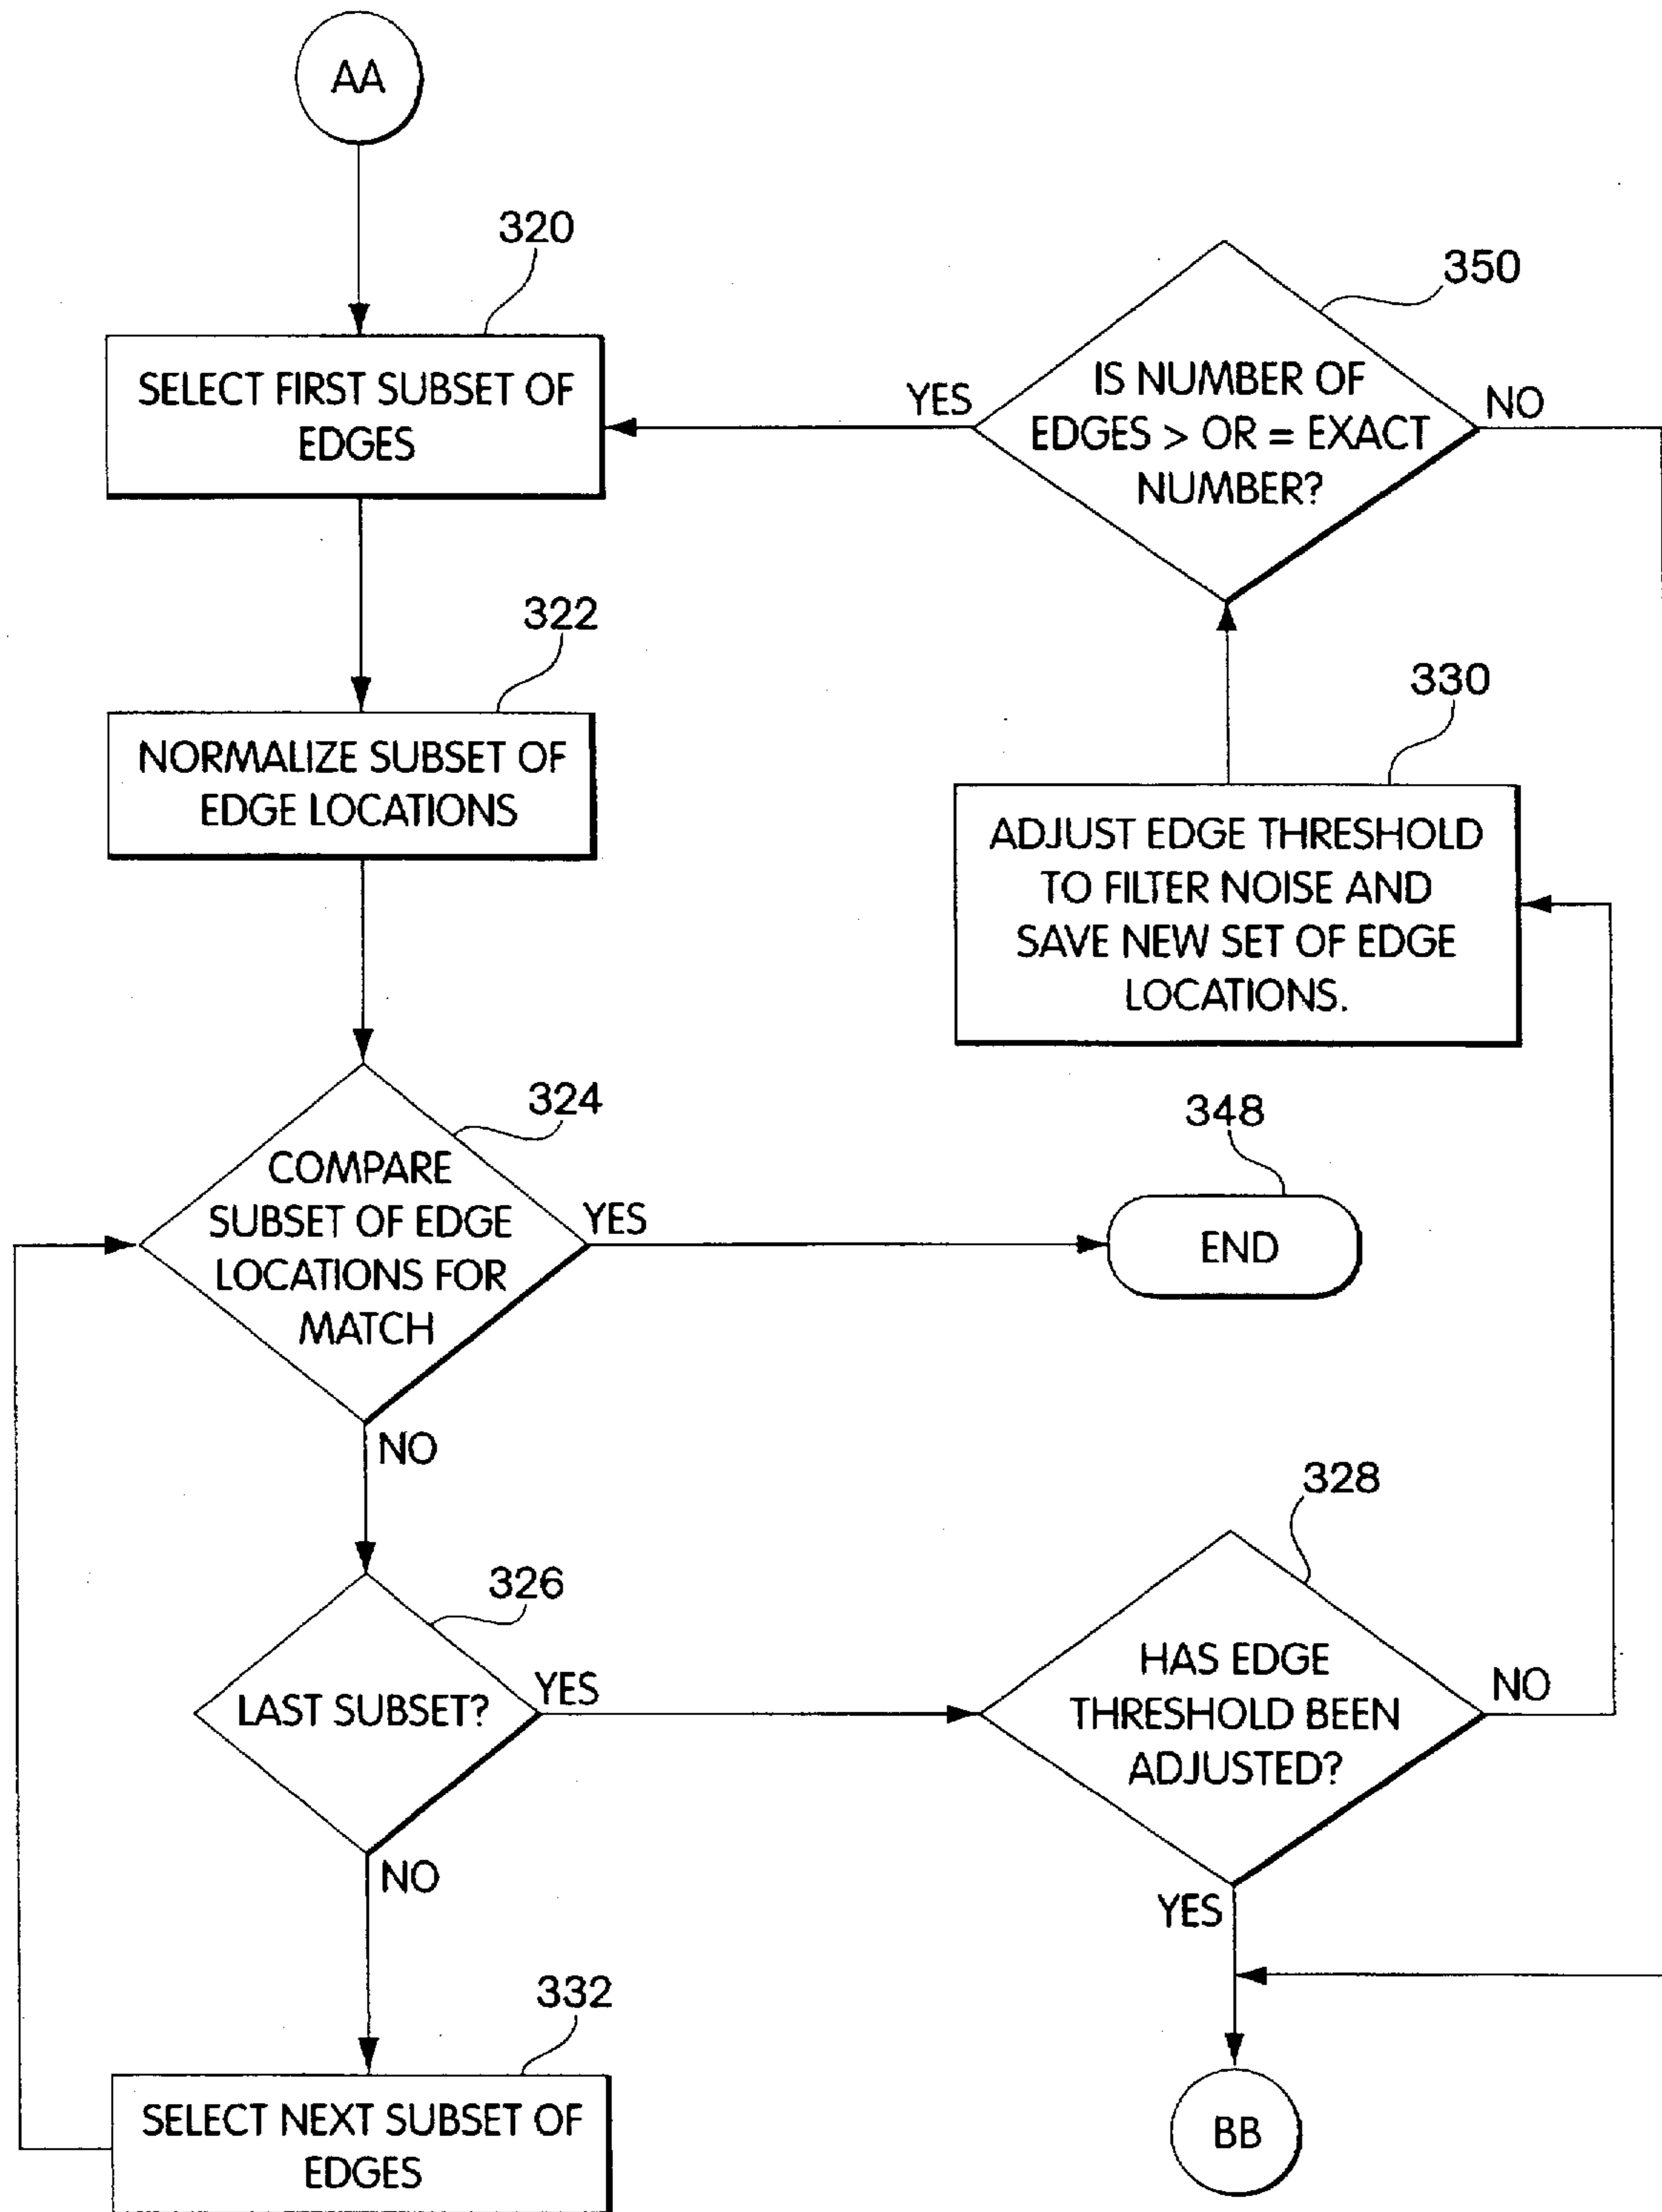 AA
320
SELECT FIRST SUBSET OF
EDGES
350
IS NUMBER OF
EDGES > OR = EXACT
NUMBER?
YES
NO
322
NORMALIZE SUBSET OF
EDGE LOCATIONS
330
ADJUST EDGE THRESHOLD
TO FILTER NOISE AND
SAVE NEW SET OF EDGE
LOCATIONS.
324
COMPARE
SUBSET OF EDGE
LOCATIONS FOR
MATCH
YES
NO
348
END
326
LAST SUBSET?
YES
NO
328
HAS EDGE
THRESHOLD BEEN
ADJUSTED?
NO
YES
332
SELECT NEXT SUBSET OF
EDGES
BB